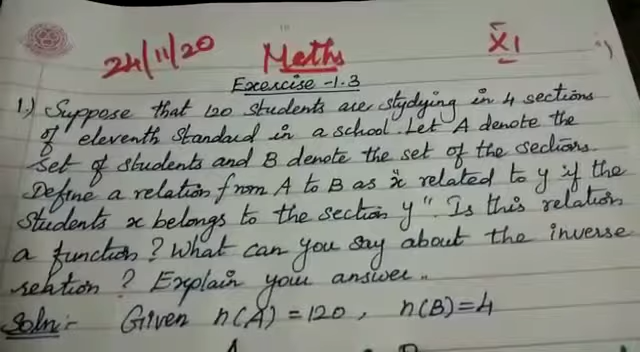 24/11/20 Maths XI
Exercise - 1.3
1.) Suppose that 120 students are stydying in 4 sections
of eleventh standard in a school. Let A denote the
set of students and B denote the set of the sections.
Define a relation from A to B as "x related to y if the
students x belongs to the section y". Is this relation
a function? What can you say about the inverse
relation? Explain your answer..
Soln:- Given n(A) = 120, n(B) = 4